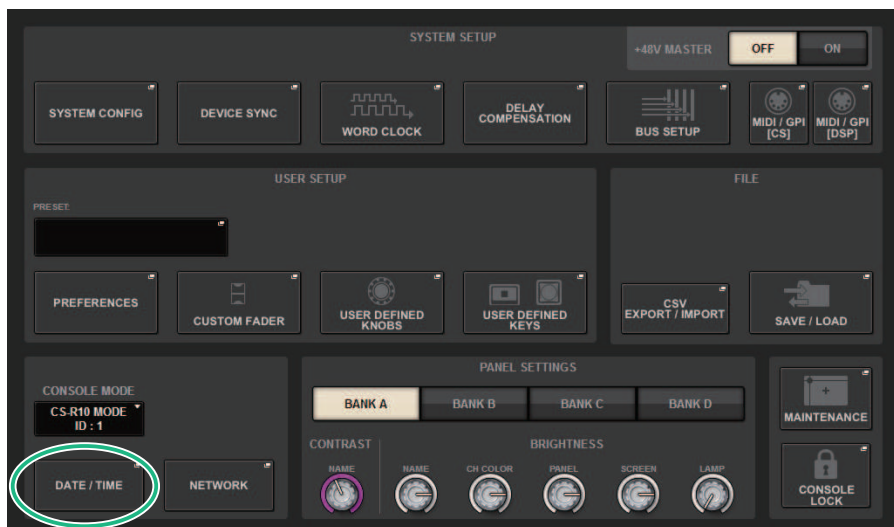 SYSTEM SETUP
+48V MASTER
OFF
ON
SYSTEM CONFIG
DEVICE SYNC
WORD CLOCK
DELAY
COMPENSATION
BUS SETUP
MIDI / GPI
[CS]
MIDI / GPI
[DSP]
USER SETUP
PRESET
PREFERENCES
CUSTOM FADER
USER DEFINED
KNOBS
USER DEFINED
KEYS
FILE
CSV
EXPORT / IMPORT
SAVE / LOAD
CONSOLE MODE
CS-R10 MODE
ID : 1
DATE / TIME
NETWORK
PANEL SETTINGS
BANK A
BANK B
BANK C
BANK D
CONTRAST
BRIGHTNESS
NAME
NAME
CH COLOR
PANEL
SCREEN
LAMP
MAINTENANCE
CONSOLE
LOCK